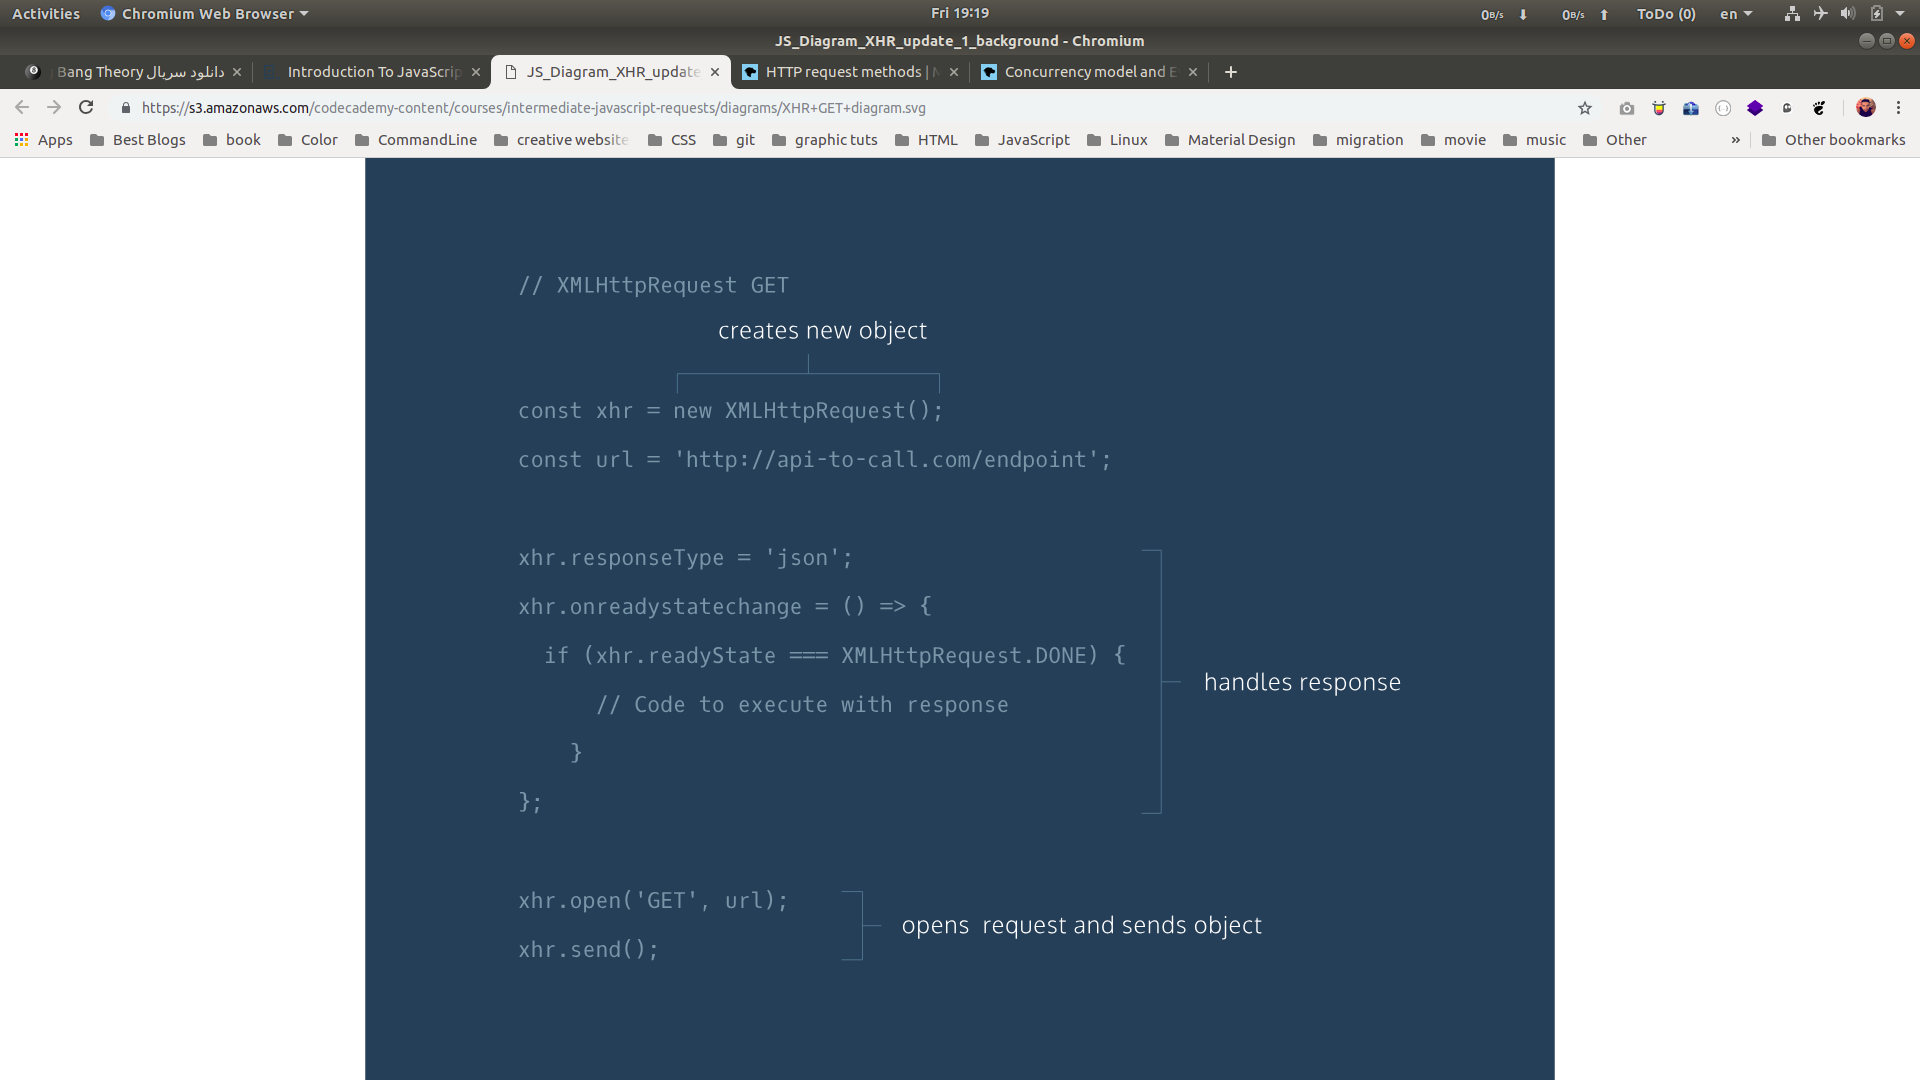 Activities Chromium Web Browser Fri 19:19 0B/s 0B/s ToDo (0) en
JS_Diagram_XHR_update_1_background - Chromium
دانلود سریال Bang Theory Introduction To JavaScrip JS_Diagram_XHR_update HTTP request methods | Concurrency model and E
https://s3.amazonaws.com/codecademy-content/courses/intermediate-javascript-requests/diagrams/XHR+GET+diagram.svg
Apps Best Blogs book Color CommandLine creative website CSS git graphic tuts HTML JavaScript Linux Material Design migration movie music Other » Other bookmarks
// XMLHttpRequest GET
creates new object
const xhr = new XMLHttpRequest();
const url = 'http://api-to-call.com/endpoint';
xhr.responseType = 'json';
xhr.onreadystatechange = () => {
if (xhr.readyState === XMLHttpRequest.DONE) {
handles response
// Code to execute with response
}
};
xhr.open('GET', url);
opens request and sends object
xhr.send();